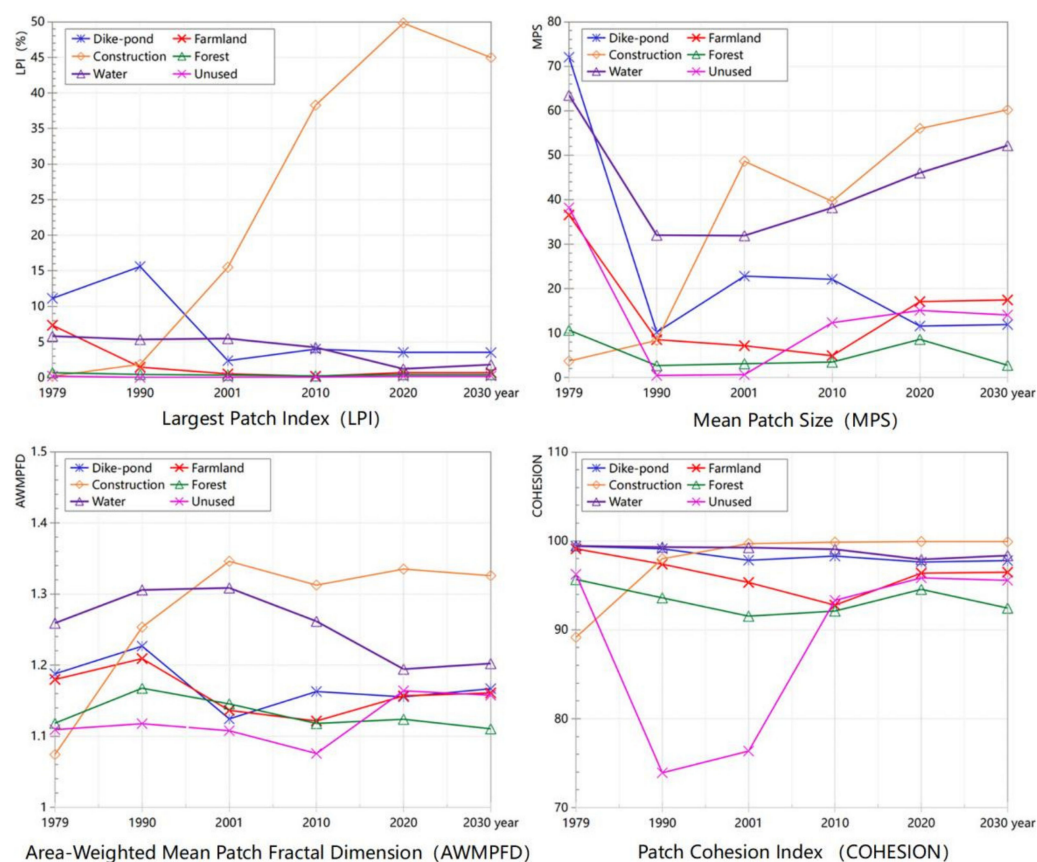 LPI (%)
50
45
40
35
30
25
20
15
10
5
0
Dike-pond Farmland
Construction Forest
Water Unused
1979 1990 2001 2010 2020 2030 year
Largest Patch Index（LPI）
MPS
80
70
60
50
40
30
20
10
0
Dike-pond Farmland
Construction Forest
Water Unused
1979 1990 2001 2010 2020 2030 year
Mean Patch Size（MPS）
AWMPFD
1.5
1.4
1.3
1.2
1.1
1
Dike-pond Farmland
Construction Forest
Water Unused
1979 1990 2001 2010 2020 2030 year
Area-Weighted Mean Patch Fractal Dimension（AWMPFD）
COHESION
110
100
90
80
70
Dike-pond Farmland
Construction Forest
Water Unused
1979 1990 2001 2010 2020 2030 year
Patch Cohesion Index （COHESION）